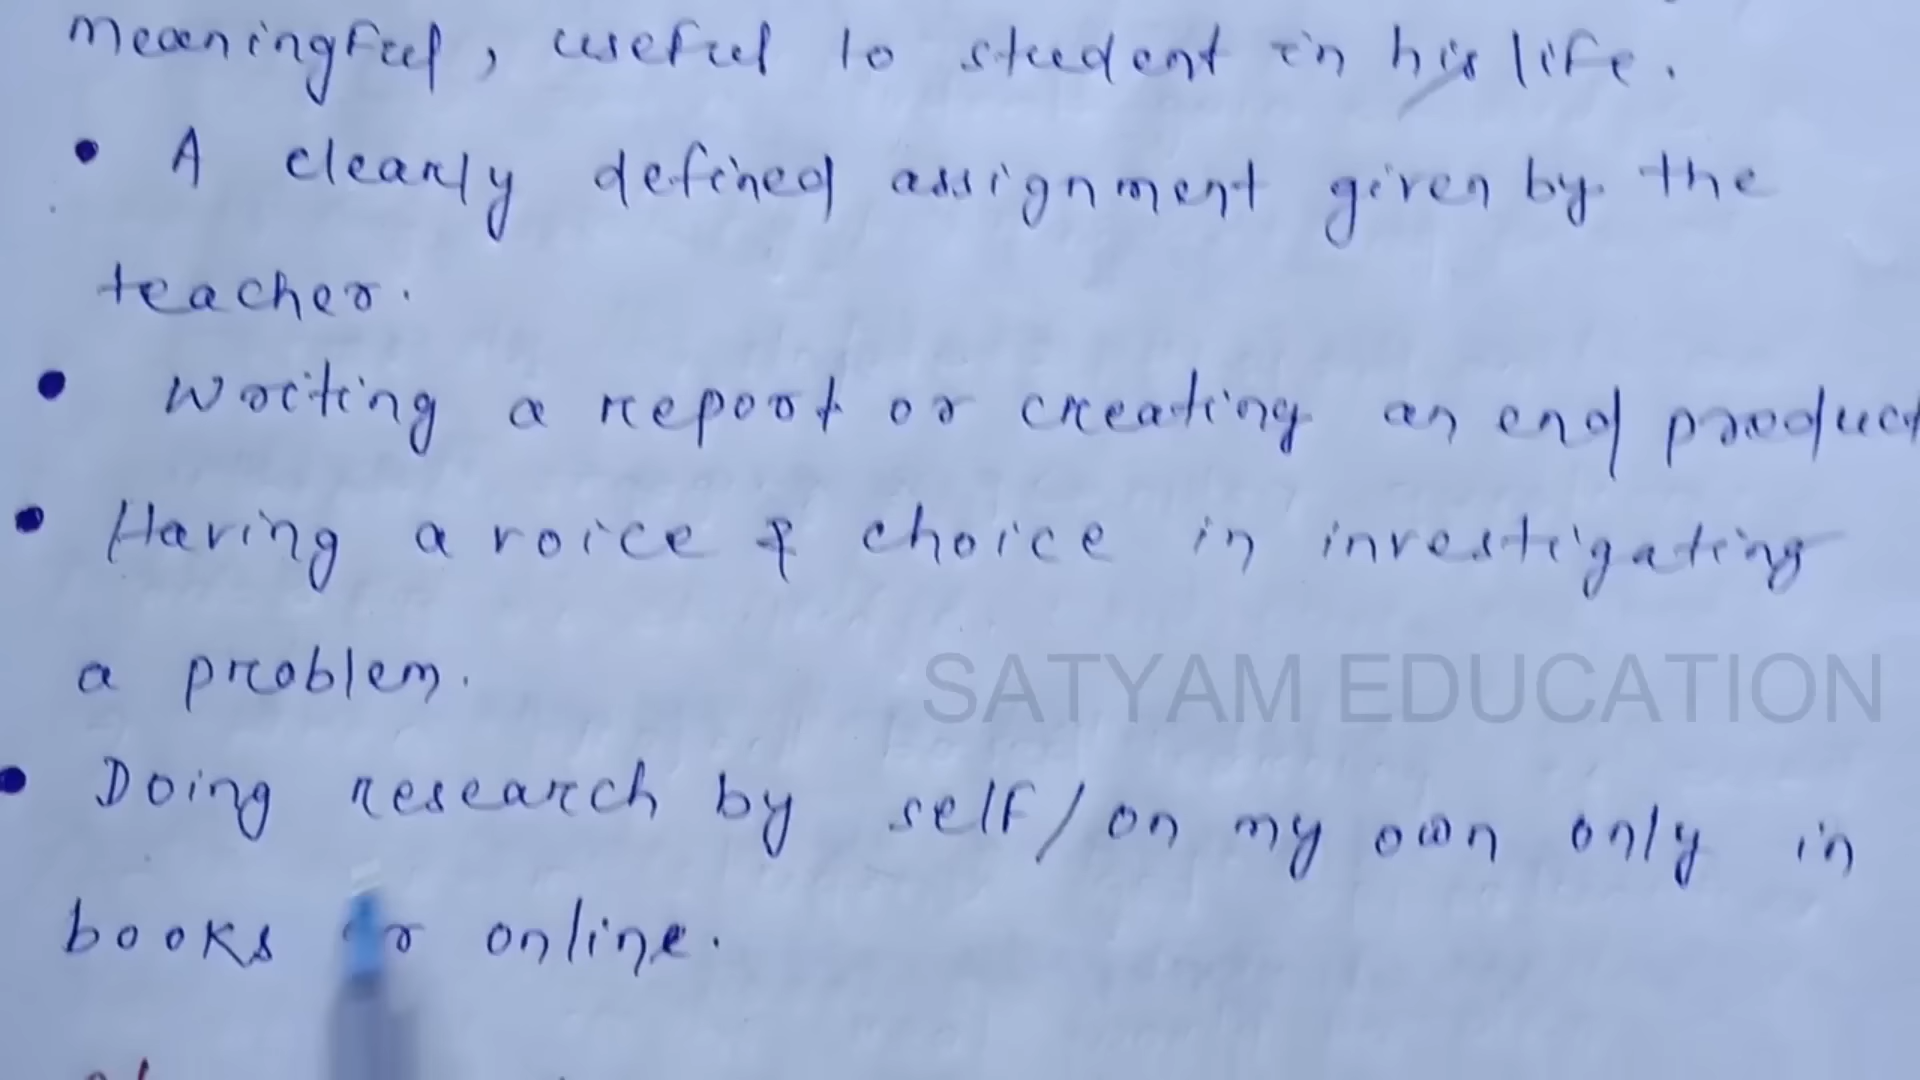 meaningful, useful to student in his life.
• A clearly defined assignment given by the
teacher.
• Writing a report or creating an end product
• Having a voice & choice in investigating
a problem.
SATYAM EDUCATION
• Doing research by self/on my own only in
books or online.